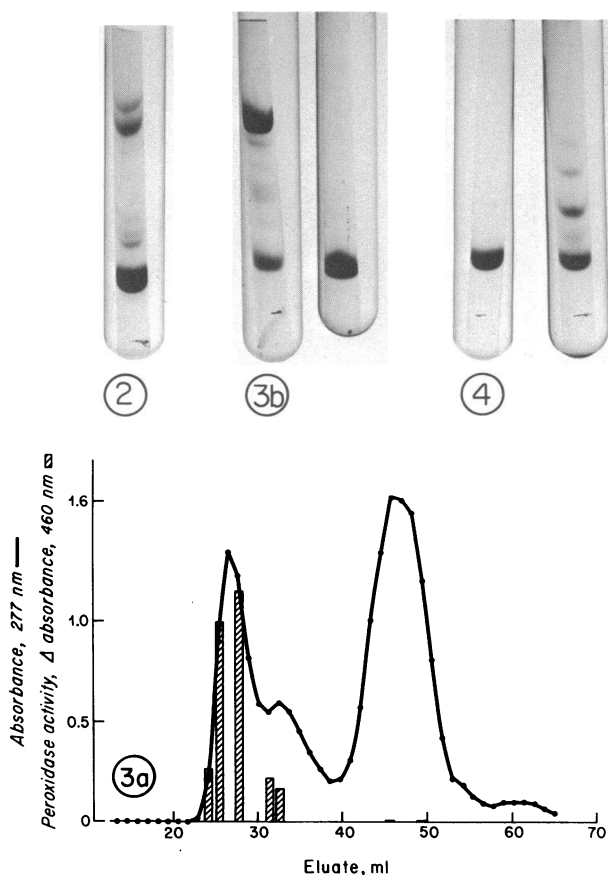 2
3b
4
Absorbance, 277 nm
Peroxidase activity, Δ absorbance, 460 nm
1.6
1.0
0.5
0
3a
20
30
40
50
60
70
Eluate, ml